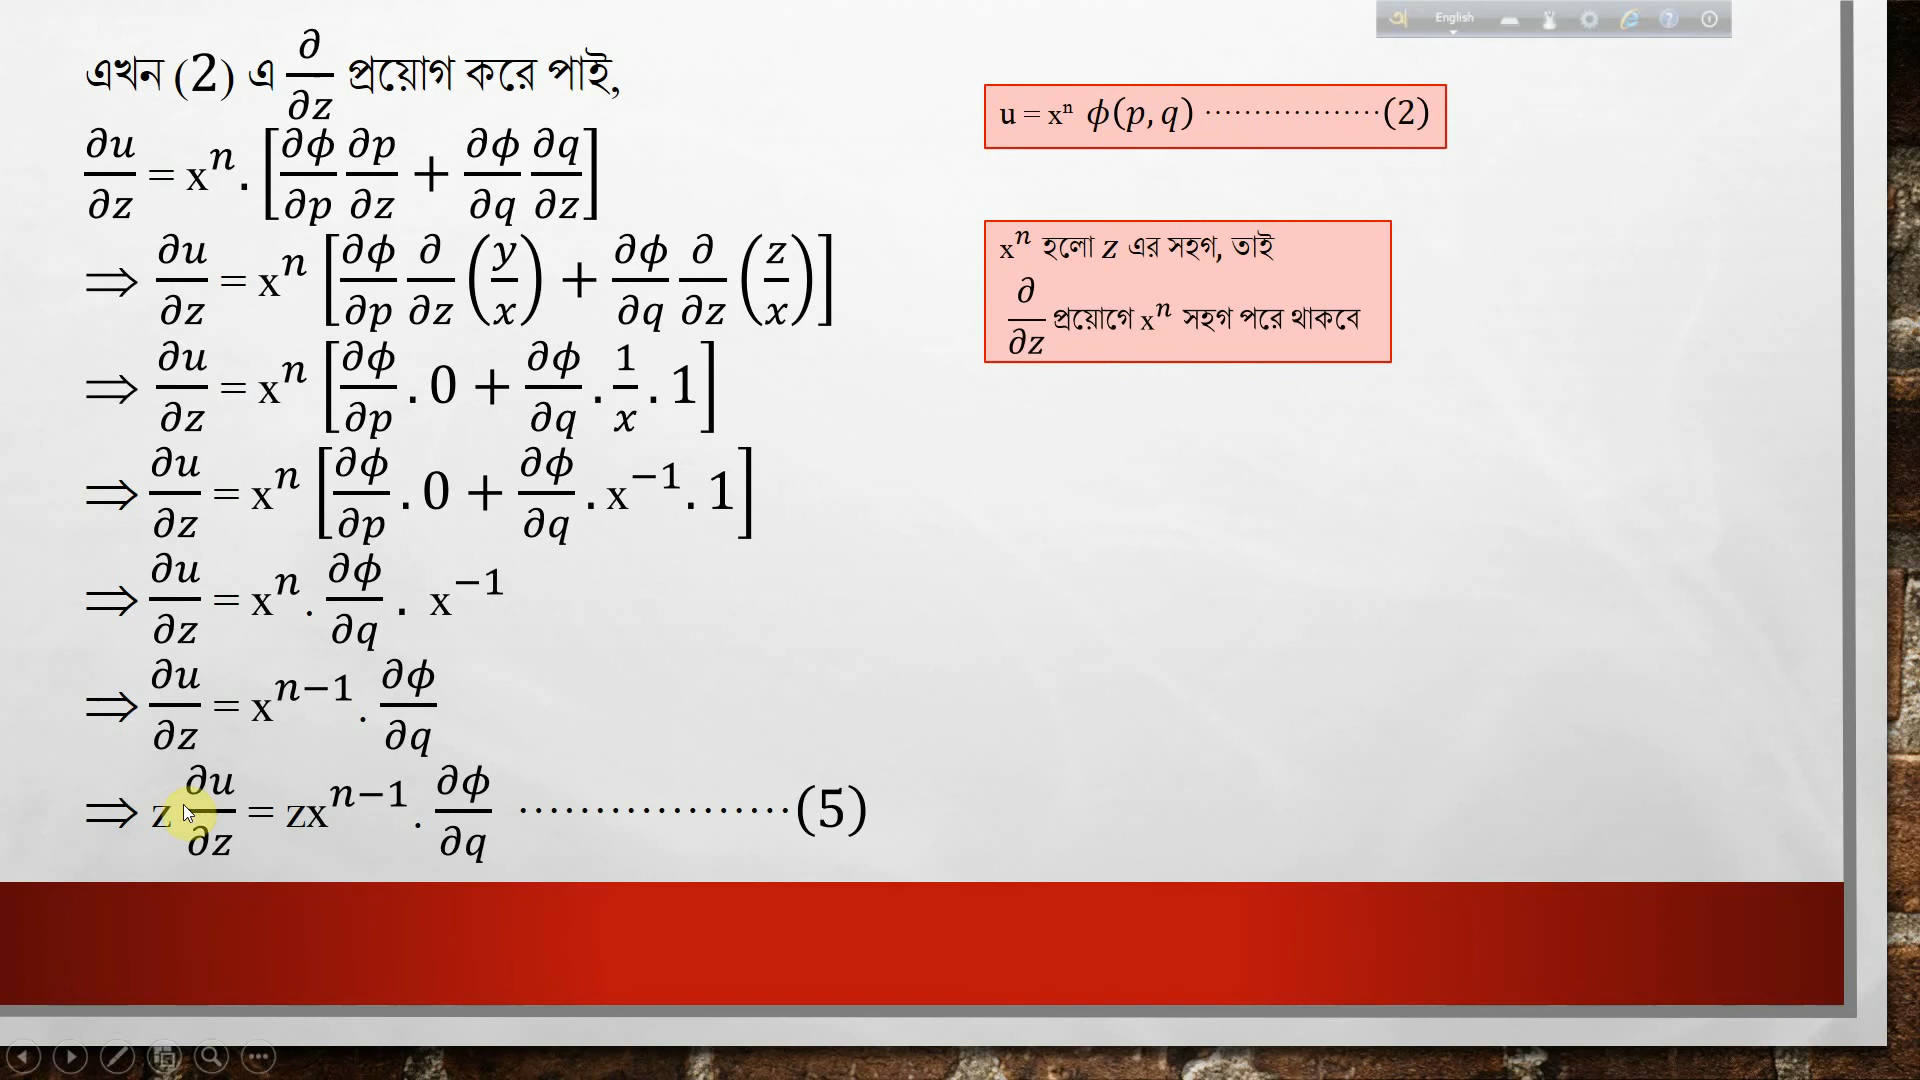 English
এখন (2) এ ∂/∂z প্রয়োগ করে পাই,
∂u/∂z = xⁿ. [∂ϕ/∂p ∂p/∂z + ∂ϕ/∂q ∂q/∂z]
⇒ ∂u/∂z = xⁿ [∂ϕ/∂p ∂/∂z (y/x) + ∂ϕ/∂q ∂/∂z (z/x)]
⇒ ∂u/∂z = xⁿ [∂ϕ/∂p . 0 + ∂ϕ/∂q . 1/x . 1]
⇒ ∂u/∂z = xⁿ [∂ϕ/∂p . 0 + ∂ϕ/∂q . x⁻¹. 1]
⇒ ∂u/∂z = xⁿ. ∂ϕ/∂q . x⁻¹
⇒ ∂u/∂z = xⁿ⁻¹. ∂ϕ/∂q
⇒ z ∂u/∂z = zxⁿ⁻¹. ∂ϕ/∂q ··················(5)
u = xⁿ ϕ(p, q) ··················(2)
xⁿ হলো z এর সহগ, তাই
∂/∂z প্রয়োগে xⁿ সহগ পরে থাকবে